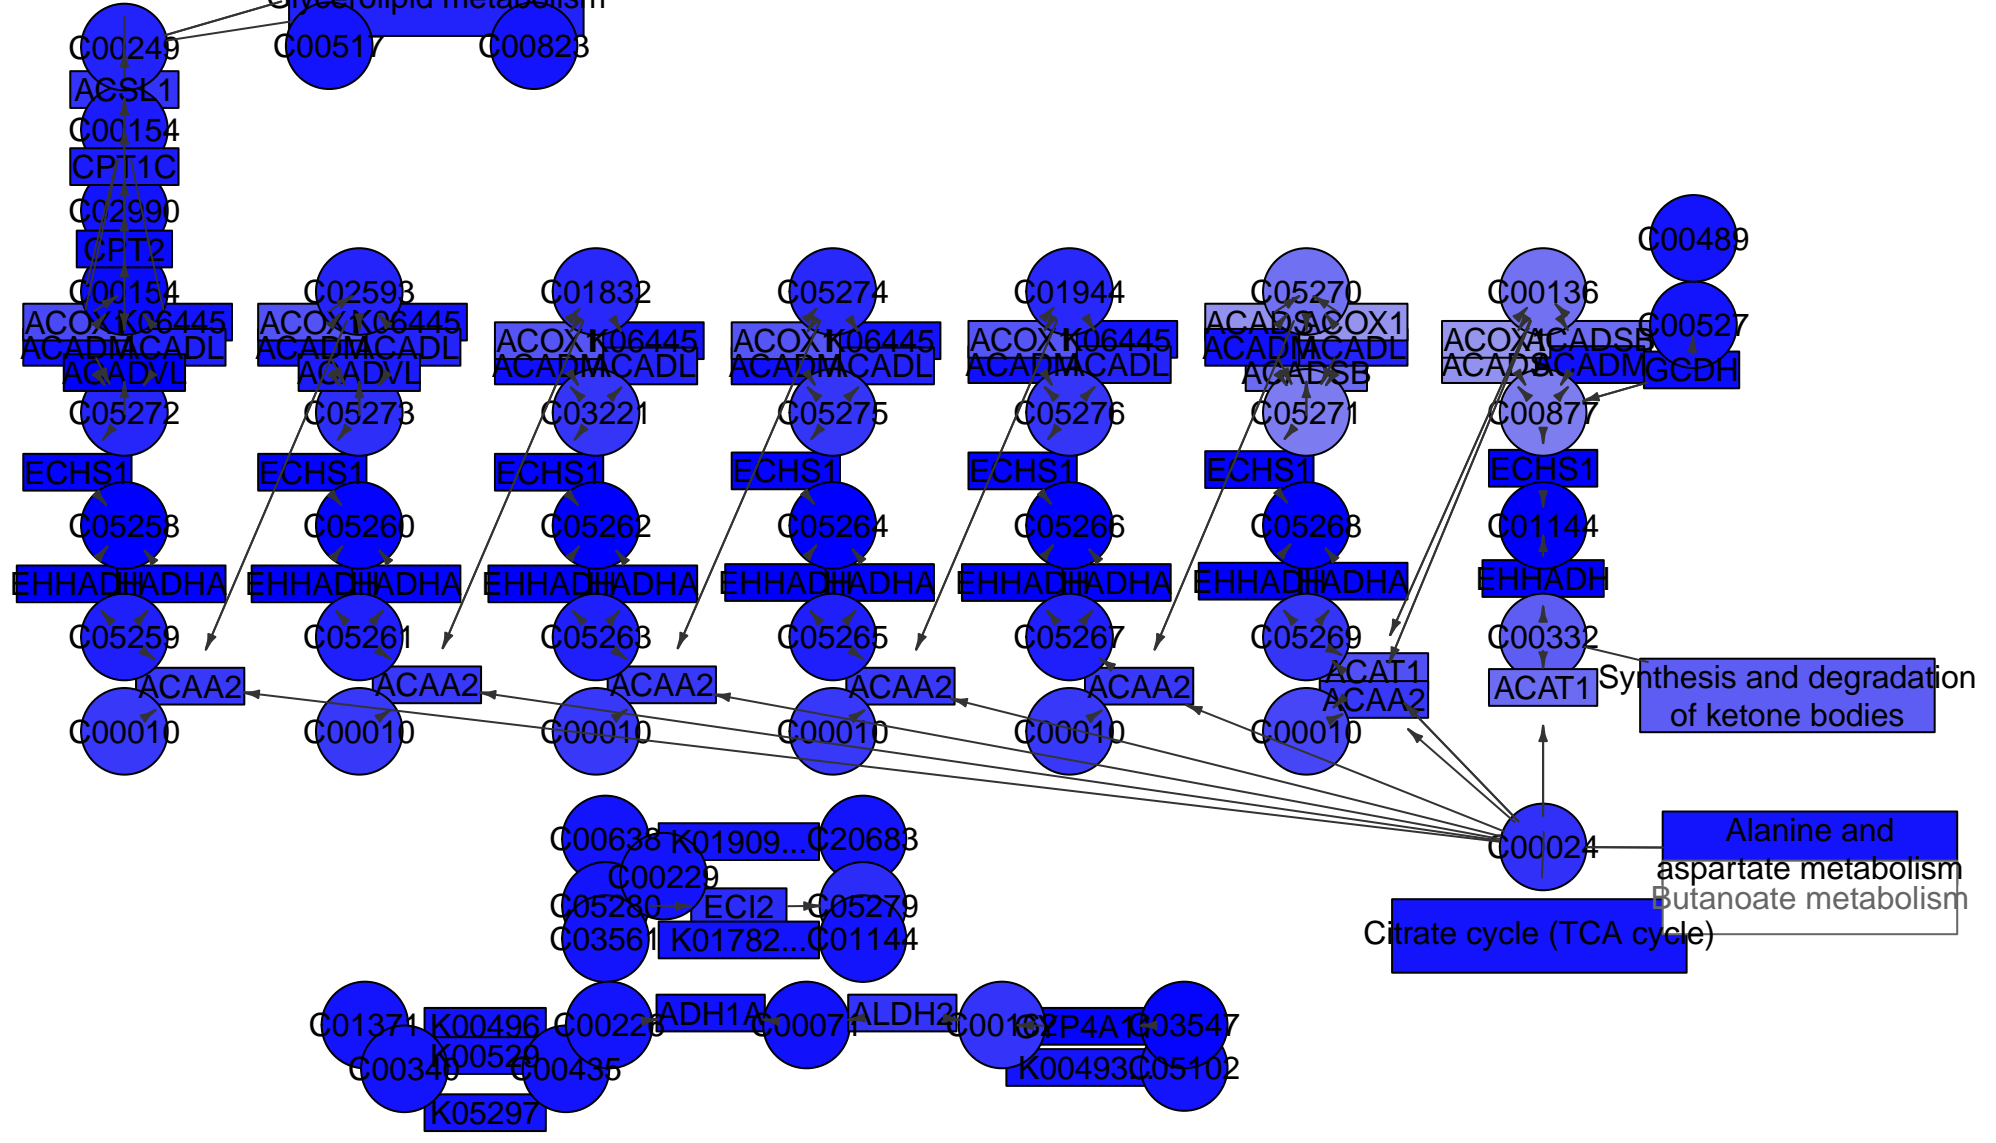 Glycerolipid metabolism
C00249
C00517
C00823
ACSL1
C00154
CPT1C
C02990
CPT2
C00154
C02593
C01832
C05274
C01944
C05270
C00136
C00489
ACOX1
K06445
ACOX1
K06445
ACOX1
K06445
ACOX1
K06445
ACOX1
K06445
ACADS
ACOX1
ACOX1
ACADSB
C00527
ACADM
ACADL
ACADM
ACADL
ACADM
ACADL
ACADM
ACADL
ACADM
ACADL
ACADM
ACADL
ACADS
ACADM
GCDH
ACADVL
ACADVL
ACADSB
C05272
C05273
C03221
C05275
C05276
C05271
C00877
ECHS1
ECHS1
ECHS1
ECHS1
ECHS1
ECHS1
ECHS1
C05258
C05260
C05262
C05264
C05266
C05268
C01144
EHHADH
HADHA
EHHADH
HADHA
EHHADH
HADHA
EHHADH
HADHA
EHHADH
HADHA
EHHADH
HADHA
EHHADH
C05259
C05261
C05263
C05265
C05267
C05269
C00332
ACAA2
ACAA2
ACAA2
ACAA2
ACAA2
ACAT1
ACAA2
ACAT1
Synthesis and degradation
of ketone bodies
C00010
C00010
C00010
C00010
C00010
C00010
C00638
K01909...
C20683
C00229
C05280
ECI2
C05279
C03561
K01782...
C01144
C00024
Alanine and
aspartate metabolism
Butanoate metabolism
Citrate cycle (TCA cycle)
C01371
K00496
C00226
ADH1A
C00071
ALDH2
C00162
C03547
K00529
C00340
C00435
K00493...
C05102
K05297